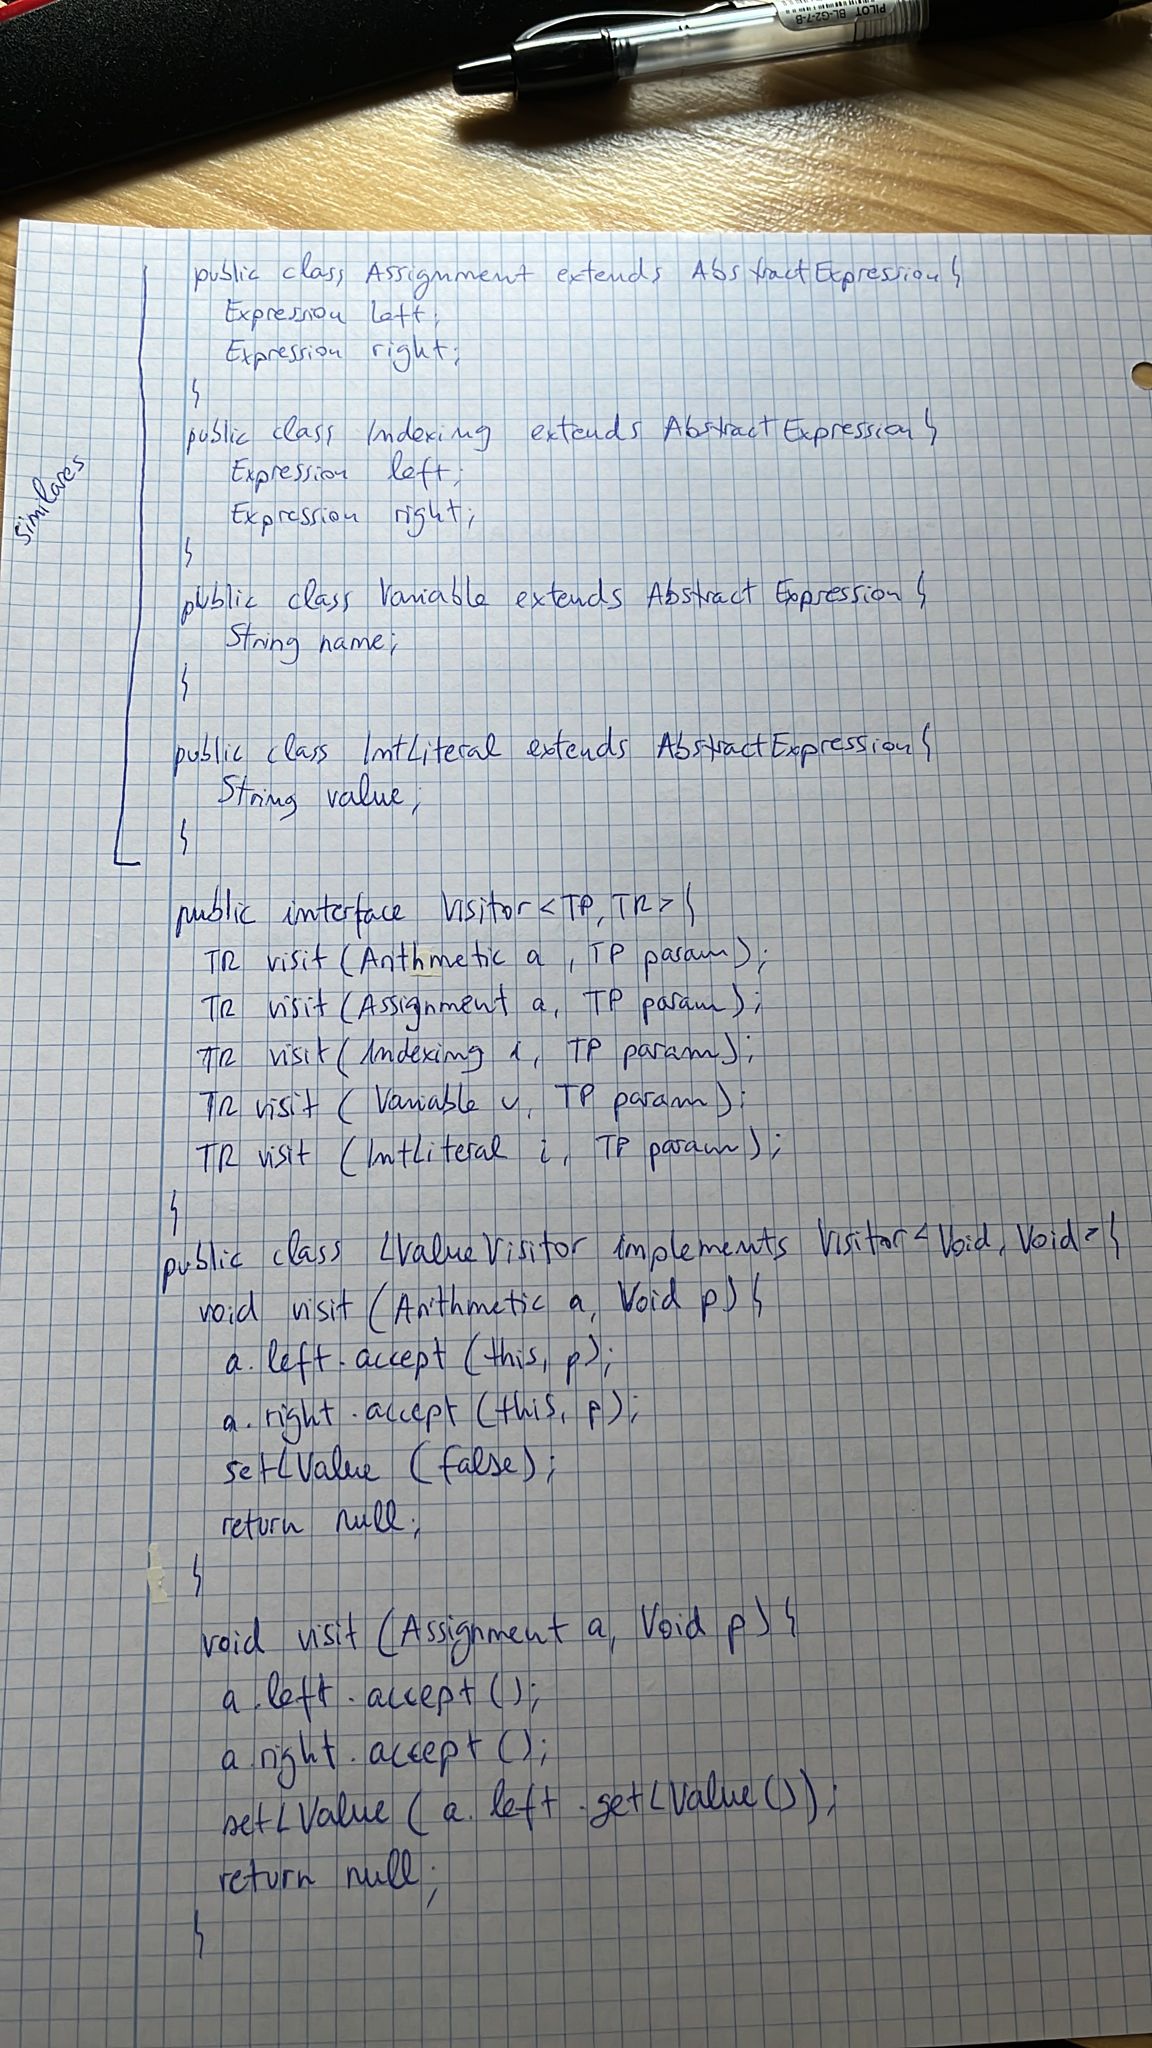 PILOT BL-G2-7-B
public class Assignment extends AbstractExpression{
Expression left;
Expression right;
}
public class Indexing extends AbstractExpression{
Expression left;
Expression right;
}
public class Variable extends AbstractExpression{
String name;
}
public class IntLiteral extends AbstractExpression{
String value;
}
Similares
public interface Visitor<TP, TR>{
TR visit (Arithmetic a, TP param);
TR visit (Assignment a, TP param);
TR visit (Indexing i, TP param);
TR visit (Variable v, TP param);
TR visit (IntLiteral i, TP param);
}
public class LValueVisitor implements Visitor<Void, Void>{
void visit (Arithmetic a, Void p){
a.left.accept (this, p);
a.right.accept (this, p);
setLValue (false);
return null;
}
void visit (Assignment a, Void p){
a.left.accept ();
a.right.accept ();
setLValue (a.left.getLValue());
return null;
}